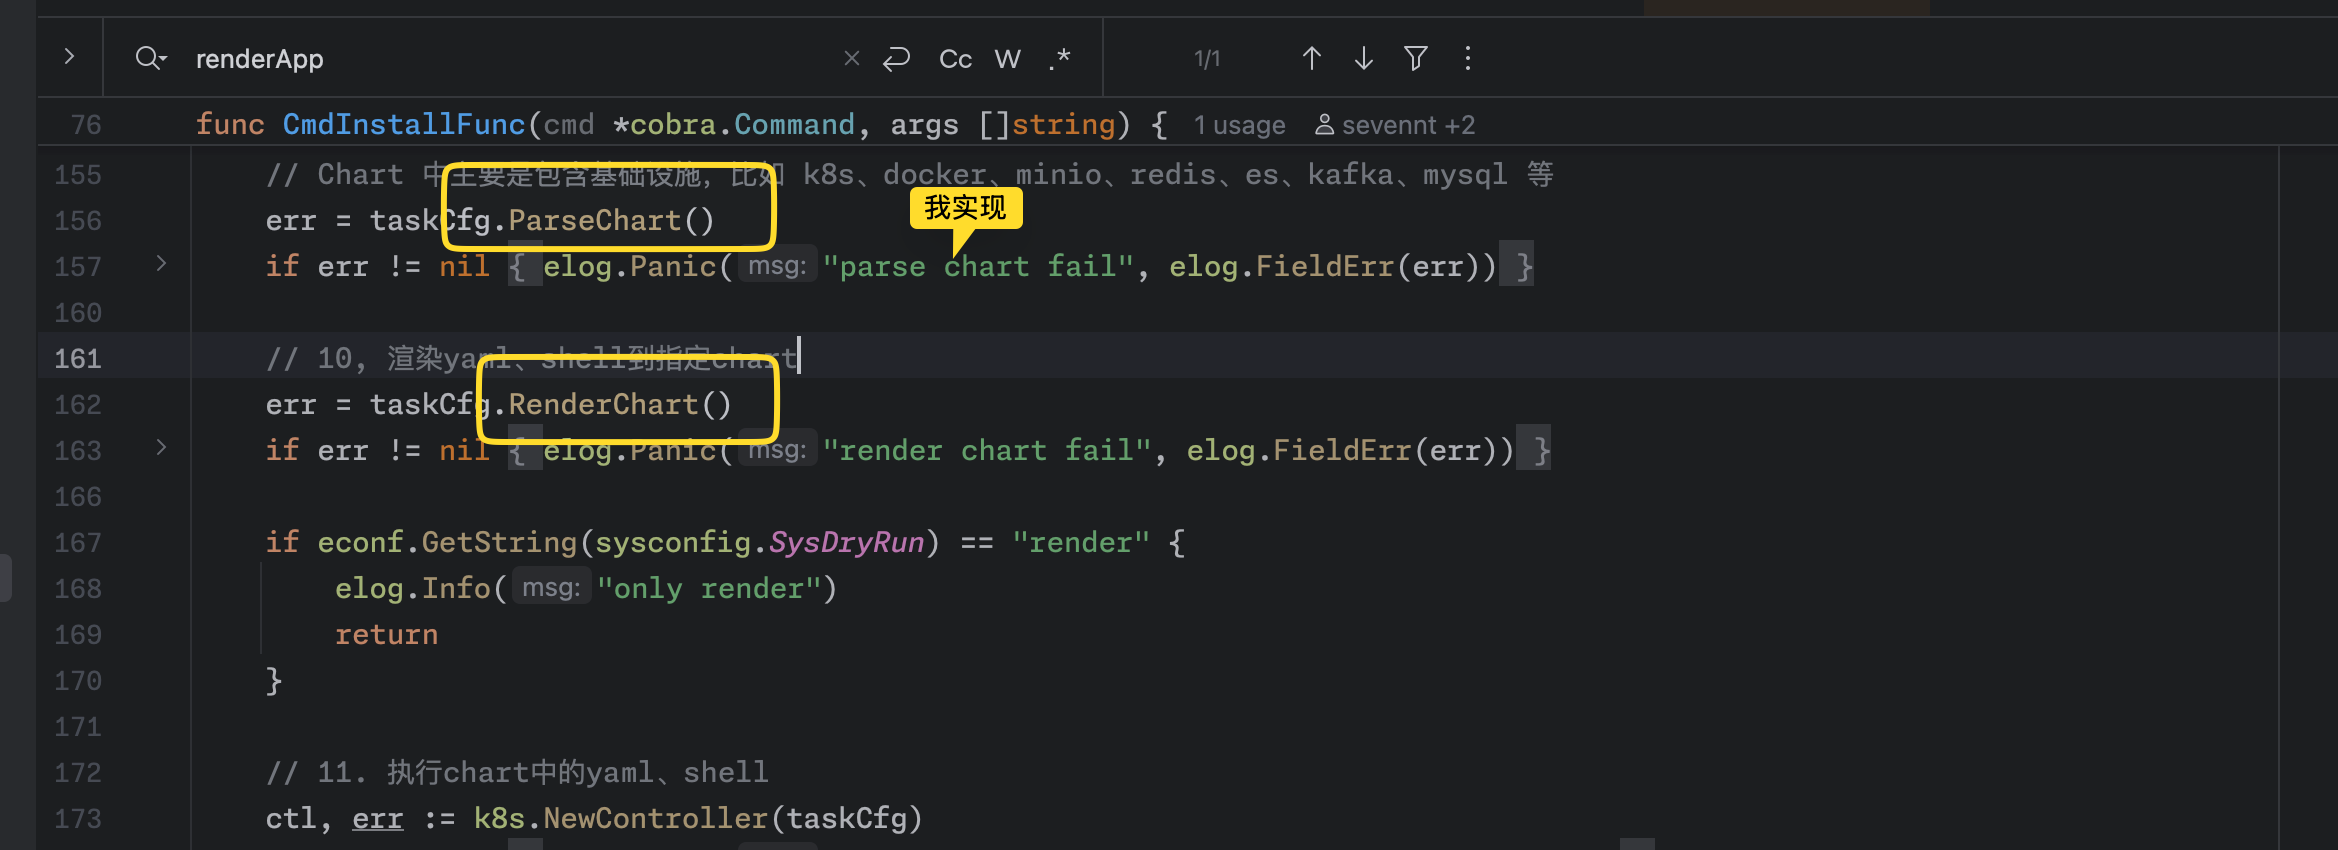 renderApp
Cc W .* 1/1
76 func CmdInstallFunc(cmd *cobra.Command, args []string) { 1 usage sevennt +2
155 // Chart 中主要是包含基础设施, 比如 k8s、docker、minio、redis、es、kafka、mysql 等
156 err = taskCfg.ParseChart()
我实现
157 if err != nil { elog.Panic( msg: "parse chart fail", elog.FieldErr(err)) }
160
161 // 10, 渲染yaml、shell到指定chart
162 err = taskCfg.RenderChart()
163 if err != nil { elog.Panic( msg: "render chart fail", elog.FieldErr(err)) }
166
167 if econf.GetString(sysconfig.SysDryRun) == "render" {
168 elog.Info( msg: "only render")
169 return
170 }
171
172 // 11. 执行chart中的yaml、shell
173 ctl, err := k8s.NewController(taskCfg)